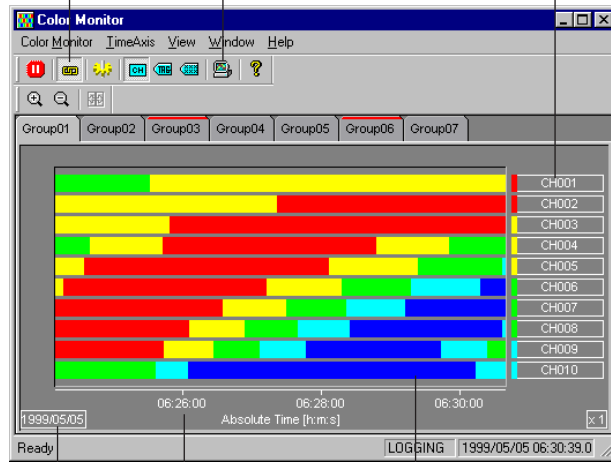 Color Monitor
Color Monitor TimeAxis View Window Help
CH TAG
Group01 Group02 Group03 Group04 Group05 Group06 Group07
CH001
CH002
CH003
CH004
CH005
CH006
CH007
CH008
CH009
CH010
06:26:00 06:28:00 06:30:00
1999/05/05 Absolute Time [h:m:s] x 1
Ready LOGGING 1999/05/05 06:30:39.0